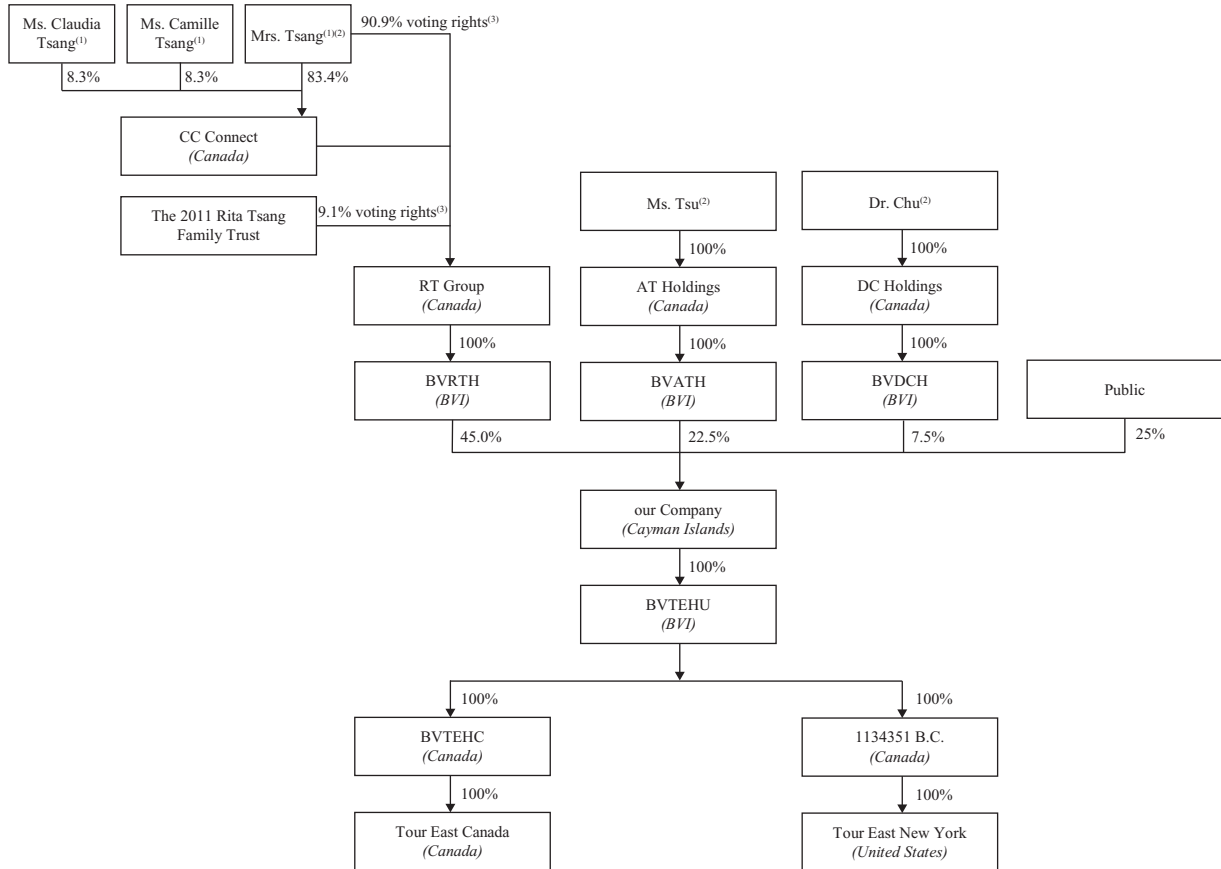 Ms. Claudia
Tsang(1)
Ms. Camille
Tsang(1)
Mrs. Tsang(1)(2)
90.9% voting rights(3)
8.3%
8.3%
83.4%
CC Connect
(Canada)
The 2011 Rita Tsang
Family Trust
9.1% voting rights(3)
Ms. Tsu(2)
Dr. Chu(2)
100%
100%
RT Group
(Canada)
AT Holdings
(Canada)
DC Holdings
(Canada)
100%
100%
100%
BVRTH
(BVI)
BVATH
(BVI)
BVDCH
(BVI)
Public
45.0%
22.5%
7.5%
25%
our Company
(Cayman Islands)
100%
BVTEHU
(BVI)
100%
100%
BVTEHC
(Canada)
1134351 B.C.
(Canada)
100%
100%
Tour East Canada
(Canada)
Tour East New York
(United States)